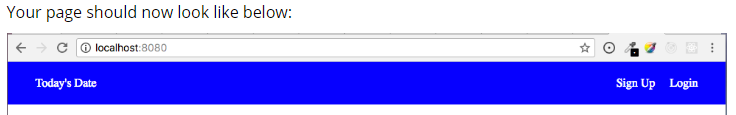 Your page should now look like below:
localhost:8080
Today's Date Sign Up Login